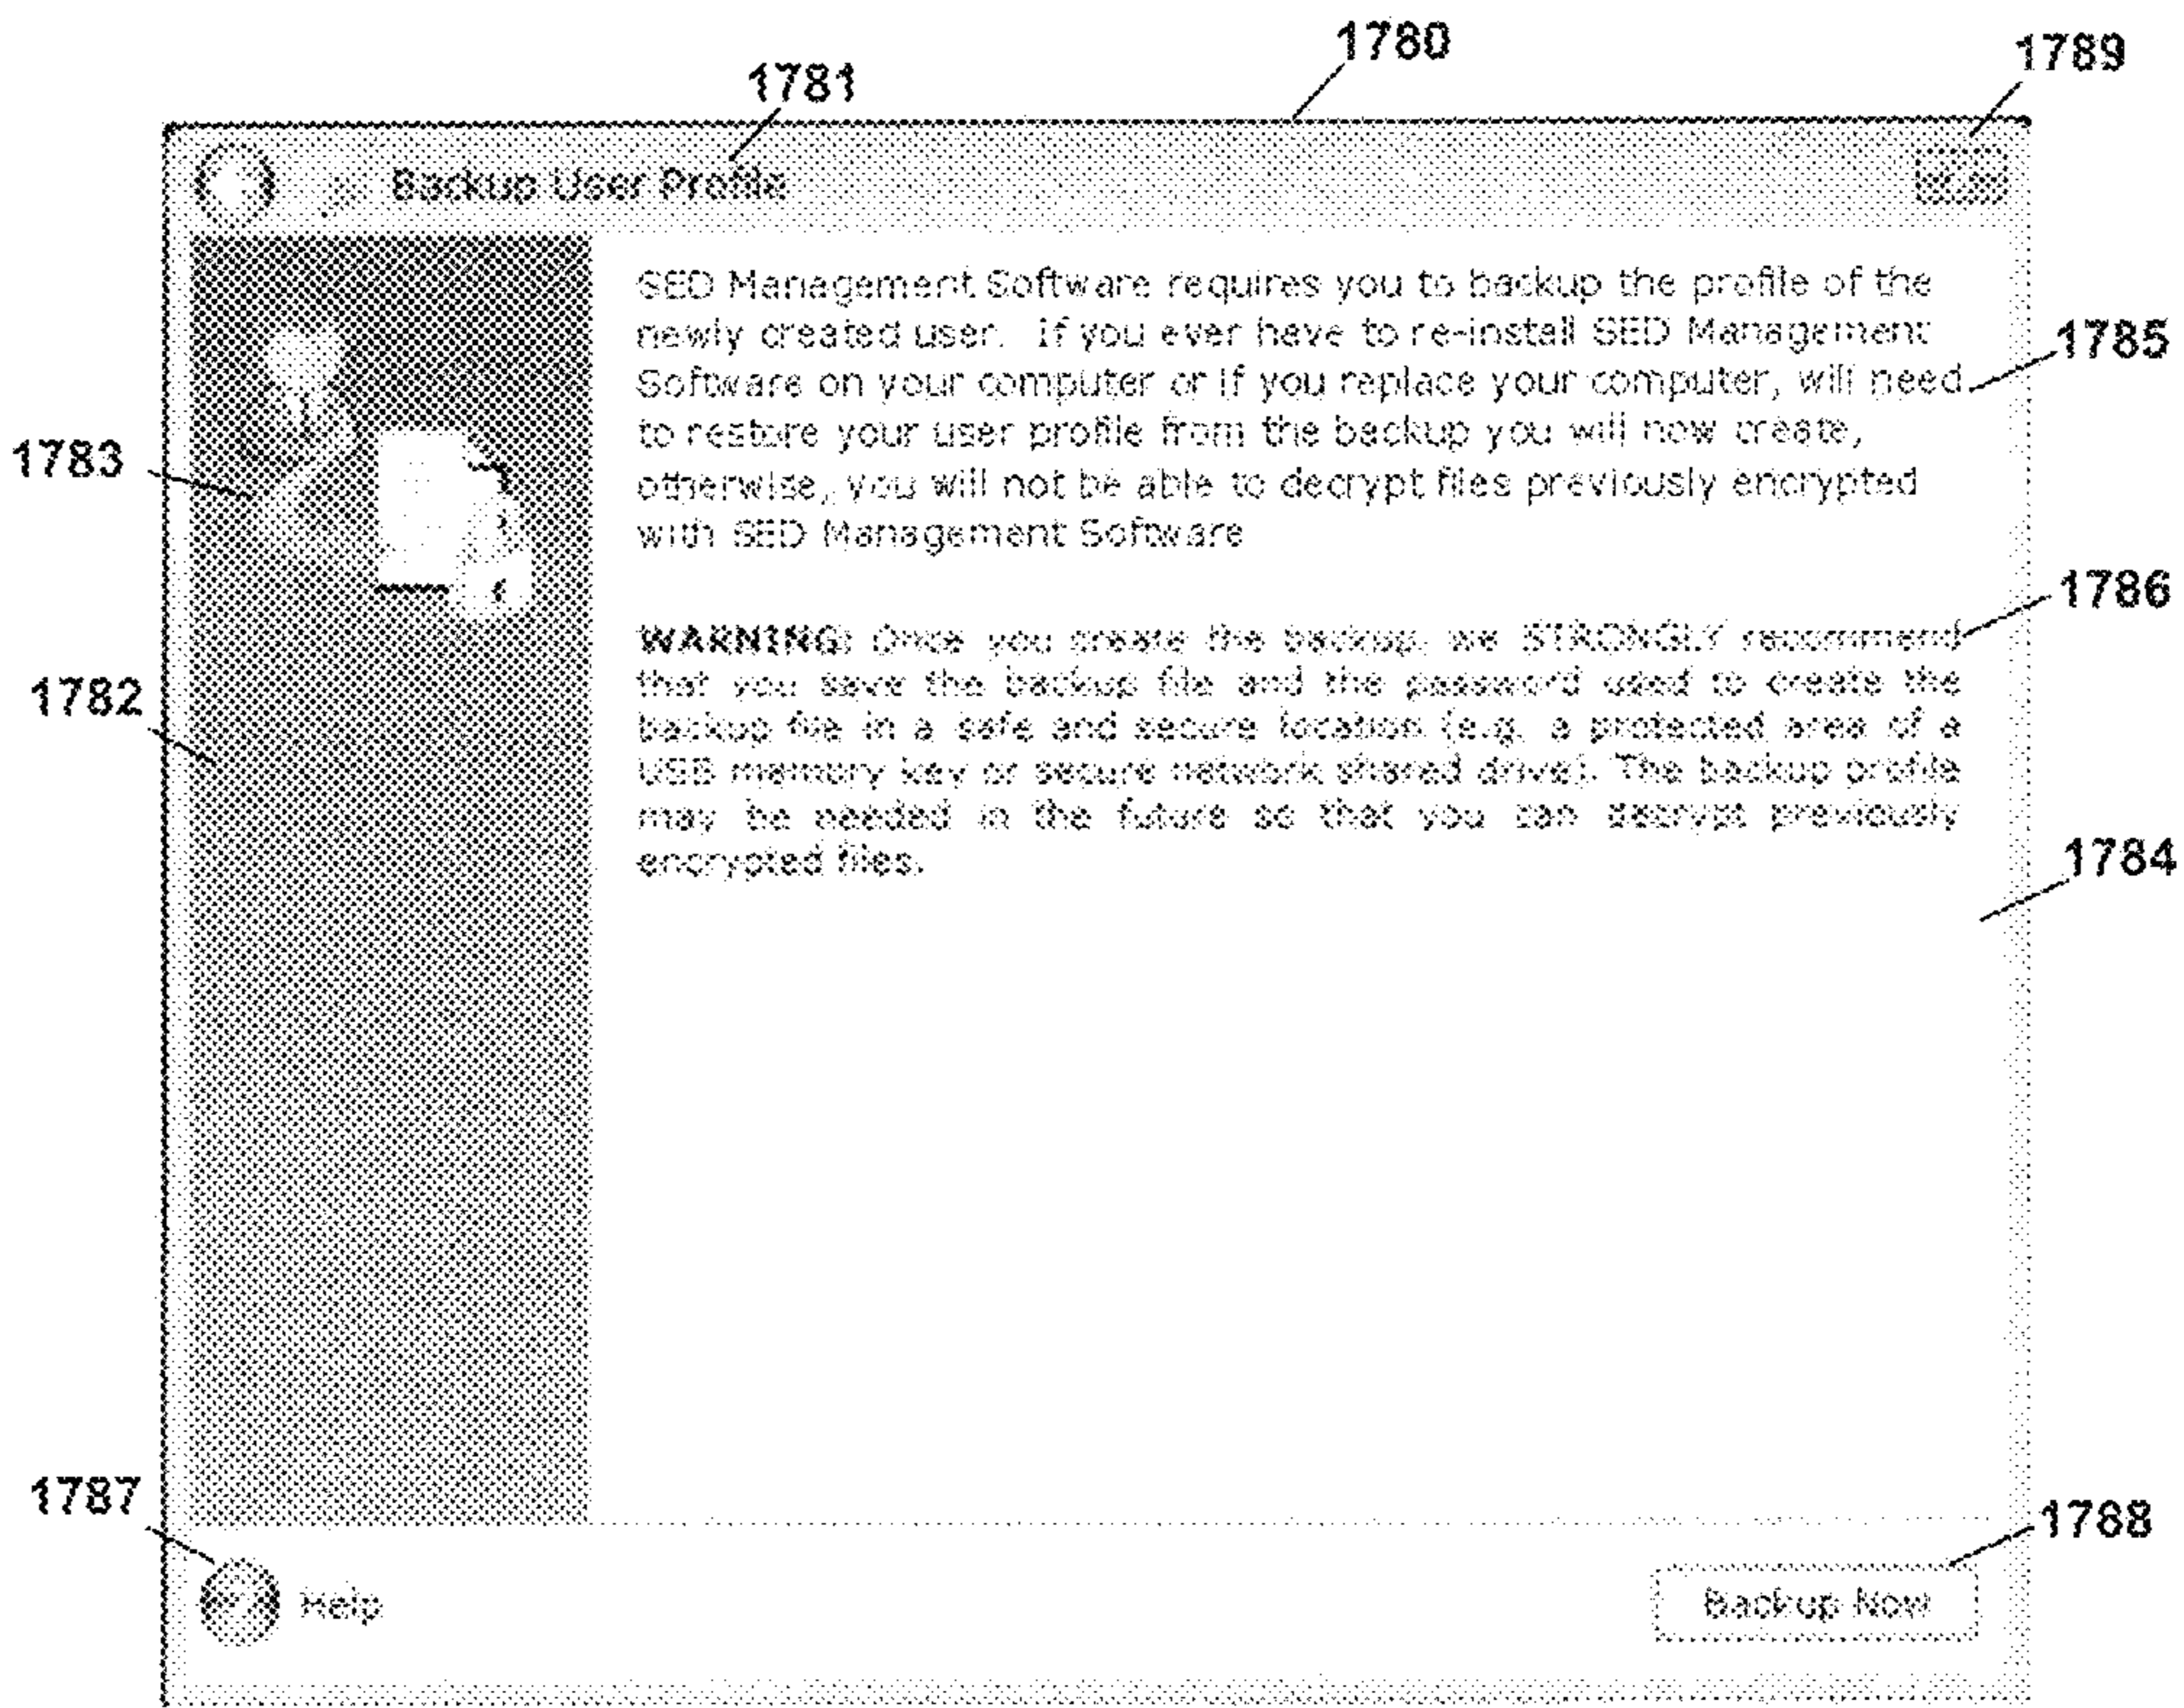 1780
1789
1781
Backup User Profile
SED Management Software requires you to backup the profile of the
newly created user. If you ever have to re-install SED Management
1785
Software on your computer or if you replace your computer, will need
to restore your user profile from the backup you will now create,
1783
otherwise, you will not be able to decrypt files previously encrypted
with SED Management Software
1786
WARNING: Once you create the backup, we STRONGLY recommend
that you save the backup file and the password used to create the
1782
backup file in a safe and secure location (e.g. a protected area of a
USB memory key or secure network shared drive). The backup profile
may be needed in the future so that you can decrypt previously
encrypted files.
1784
1787
1788
Help
Backup Now